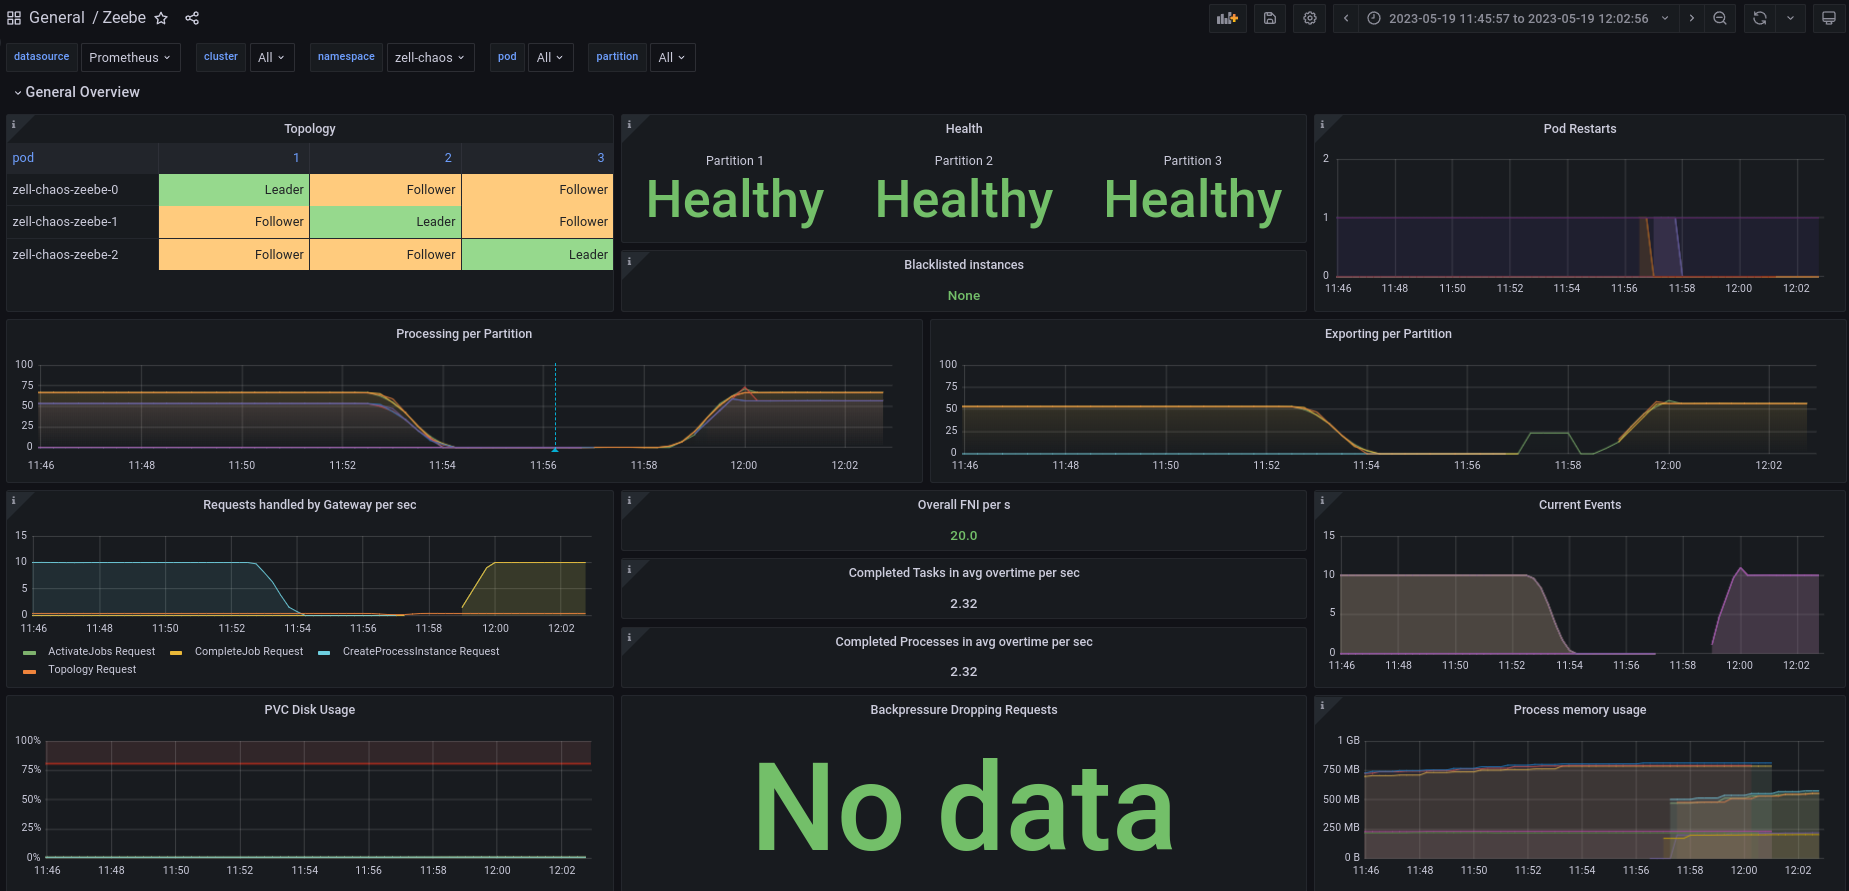 General / Zeebe
2023-05-19 11:45:57 to 2023-05-19 12:02:56
datasource Prometheus cluster All namespace zell-chaos pod All partition All
General Overview
Topology
pod 1 2 3
zell-chaos-zeebe-0 Leader Follower Follower
zell-chaos-zeebe-1 Follower Leader Follower
zell-chaos-zeebe-2 Follower Follower Leader
Health
Partition 1 Partition 2 Partition 3
Healthy Healthy Healthy
Blacklisted instances
None
Pod Restarts
2
1
0
11:46 11:48 11:50 11:52 11:54 11:56 11:58 12:00 12:02
Processing per Partition
100
75
50
25
0
11:46 11:48 11:50 11:52 11:54 11:56 11:58 12:00 12:02
Exporting per Partition
100
75
50
25
0
11:46 11:48 11:50 11:52 11:54 11:56 11:58 12:00 12:02
Requests handled by Gateway per sec
15
10
5
0
11:46 11:48 11:50 11:52 11:54 11:56 11:58 12:00 12:02
ActivateJobs Request CompleteJob Request CreateProcessInstance Request
Topology Request
Overall FNI per s
20.0
Completed Tasks in avg overtime per sec
2.32
Completed Processes in avg overtime per sec
2.32
Current Events
15
10
5
0
11:46 11:48 11:50 11:52 11:54 11:56 11:58 12:00 12:02
PVC Disk Usage
100%
75%
50%
25%
0%
11:46 11:48 11:50 11:52 11:54 11:56 11:58 12:00 12:02
Backpressure Dropping Requests
No data
Process memory usage
1 GB
750 MB
500 MB
250 MB
0 B
11:46 11:48 11:50 11:52 11:54 11:56 11:58 12:00 12:02